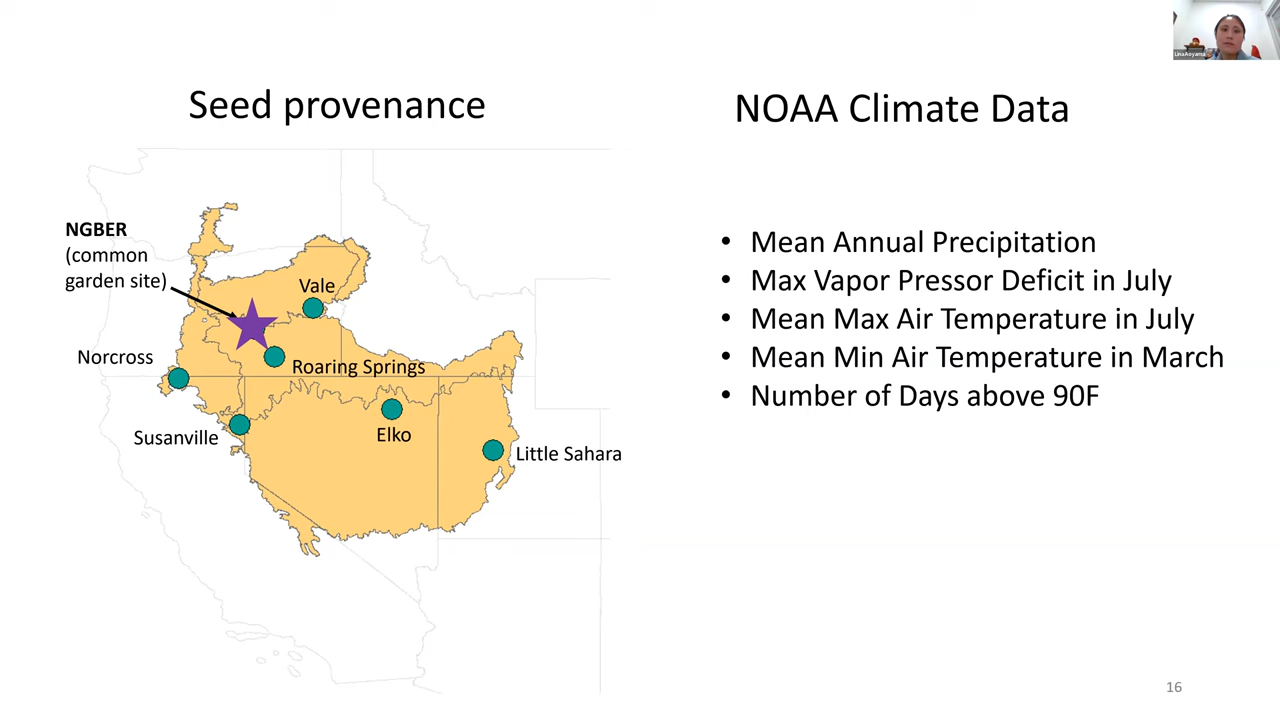 LinaAoyama
Seed provenance
NOAA Climate Data
NGBER
(common
garden site)
Vale
Norcross
Roaring Springs
Susanville
Elko
Little Sahara
• Mean Annual Precipitation
• Max Vapor Pressor Deficit in July
• Mean Max Air Temperature in July
• Mean Min Air Temperature in March
• Number of Days above 90F
16